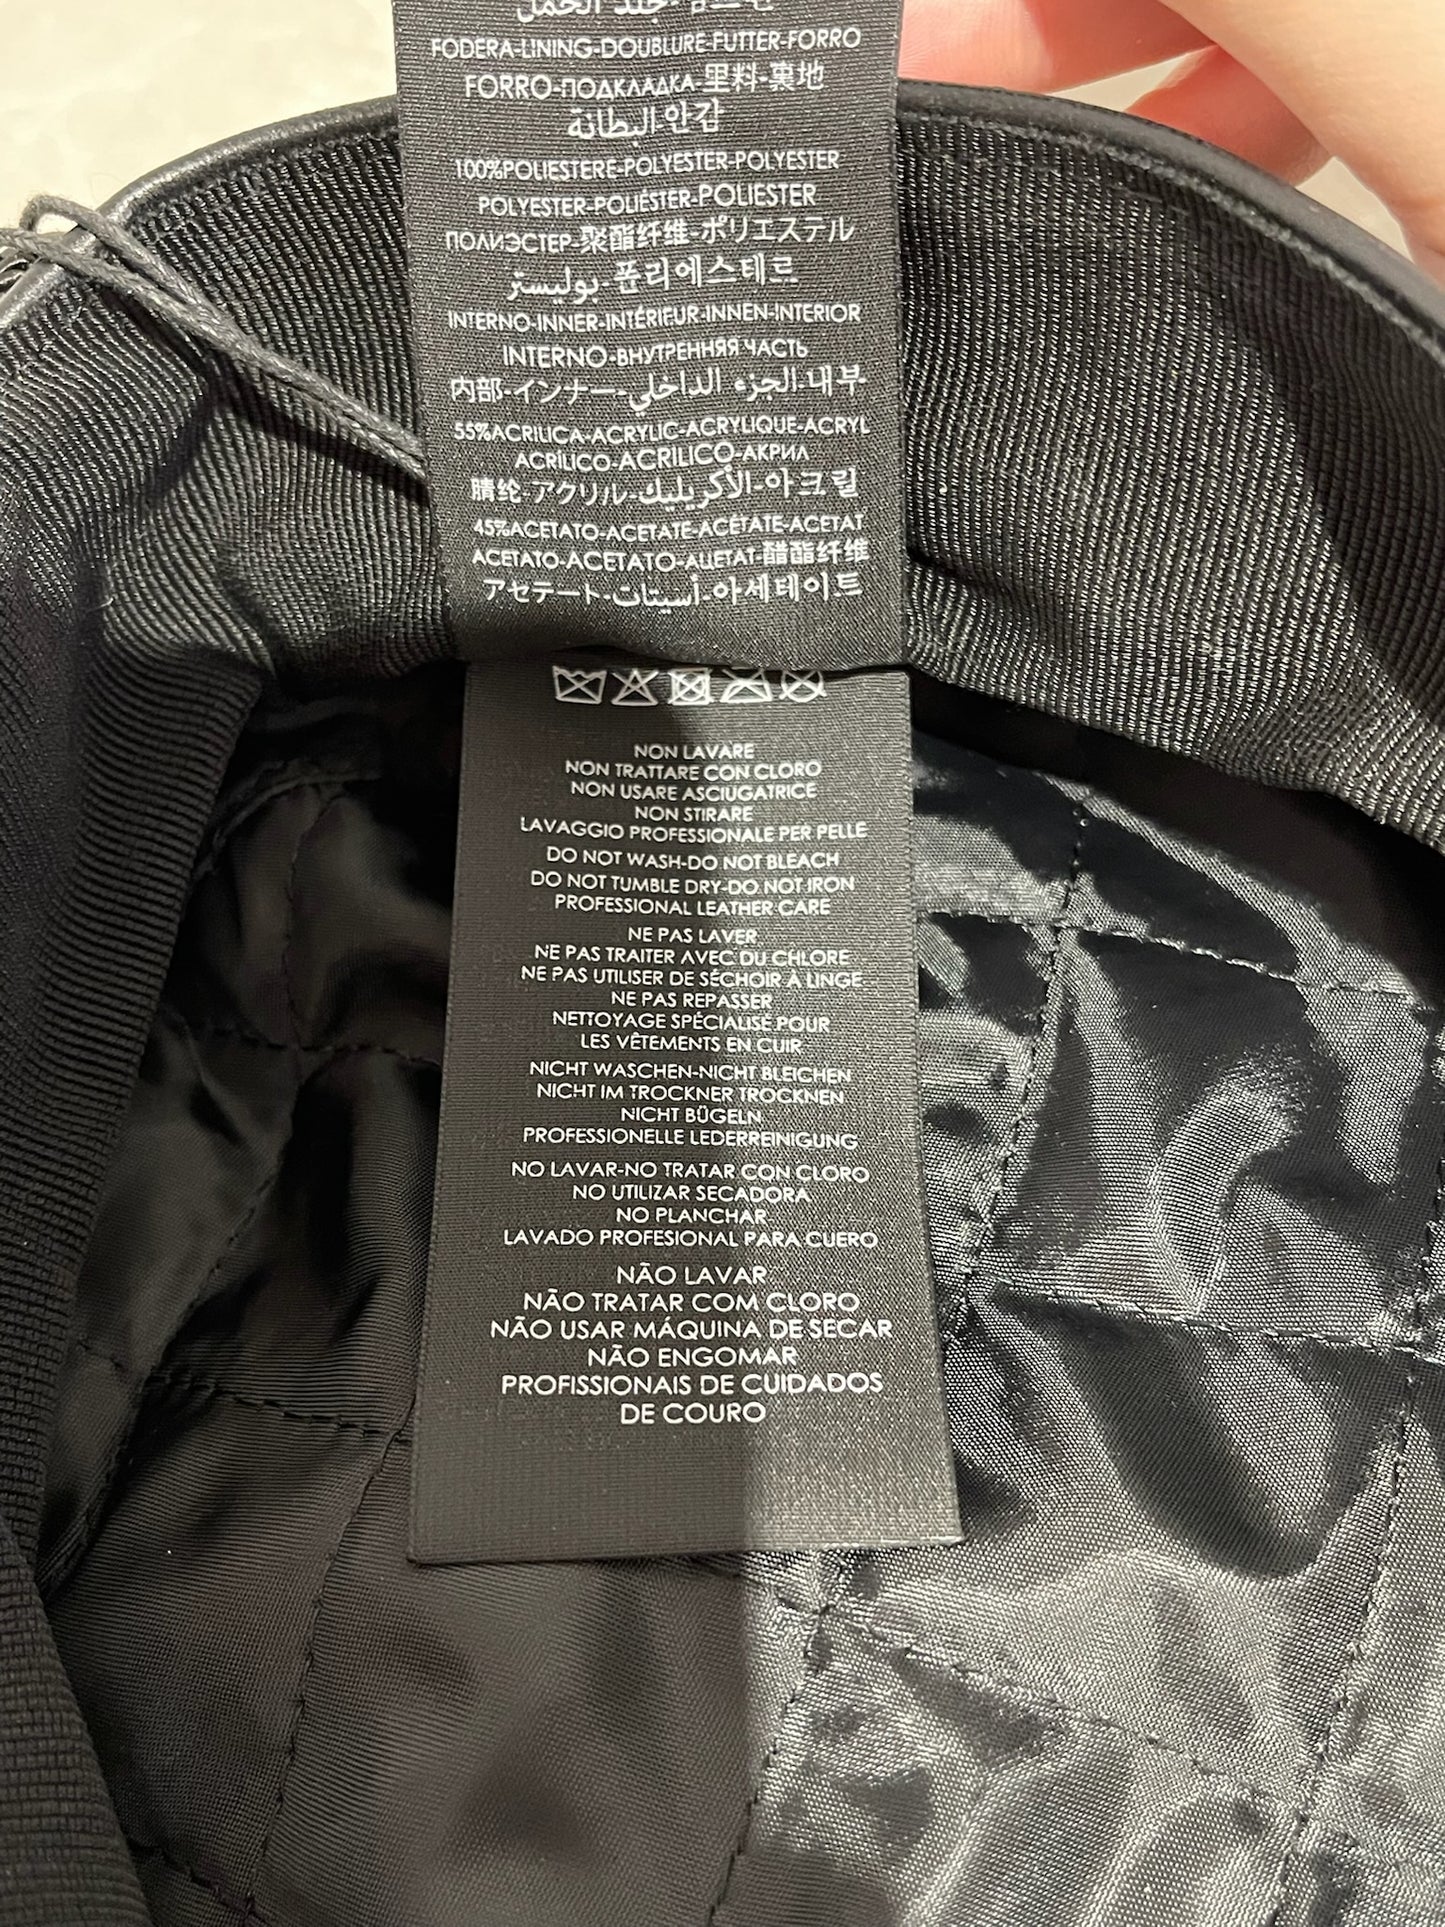 FODERA-LINING-DOUBLURE-FUTTER-FORRO
FORRO-ПОДКЛАДКА-里料-裏地
البطانة-안감
100%POLIESTERE-POLYESTER-POLYESTER
POLYESTER-POLIÉSTER-POLIESTER
ПОЛИЭСТЕР-聚酯纤维-ポリエステル
بوليستر-폴리에스테르
INTERNO-INNER-INTÉRIEUR-INNEN-INTERIOR
INTERNO-ВНУТРЕННЯЯ ЧАСТЬ
内部-インナー-الجزء الداخلي-내부
55%ACRILICA-ACRYLIC-ACRYLIQUE-ACRYL
ACRÍLICO-ACRÍLICO-АКРИЛ
腈纶-アクリル-الأكريليك-아크릴
45%ACETATO-ACETATE-ACÉTATE-ACETAT
ACETATO-ACETATO-АЦЕТАТ-醋酯纤维
アセテート-أسيتات-아세테이트
NON LAVARE
NON TRATTARE CON CLORO
NON USARE ASCIUGATRICE
NON STIRARE
LAVAGGIO PROFESSIONALE PER PELLE
DO NOT WASH-DO NOT BLEACH
DO NOT TUMBLE DRY-DO NOT IRON
PROFESSIONAL LEATHER CARE
NE PAS LAVER
NE PAS TRAITER AVEC DU CHLORE
NE PAS UTILISER DE SÉCHOIR À LINGE
NE PAS REPASSER
NETTOYAGE SPÉCIALISÉ POUR
LES VÊTEMENTS EN CUIR
NICHT WASCHEN-NICHT BLEICHEN
NICHT IM TROCKNER TROCKNEN
NICHT BÜGELN
PROFESSIONELLE LEDERREINIGUNG
NO LAVAR-NO TRATAR CON CLORO
NO UTILIZAR SECADORA
NO PLANCHAR
LAVADO PROFESIONAL PARA CUERO
NÃO LAVAR
NÃO TRATAR COM CLORO
NÃO USAR MÁQUINA DE SECAR
NÃO ENGOMAR
PROFISSIONAIS DE CUIDADOS
DE COURO